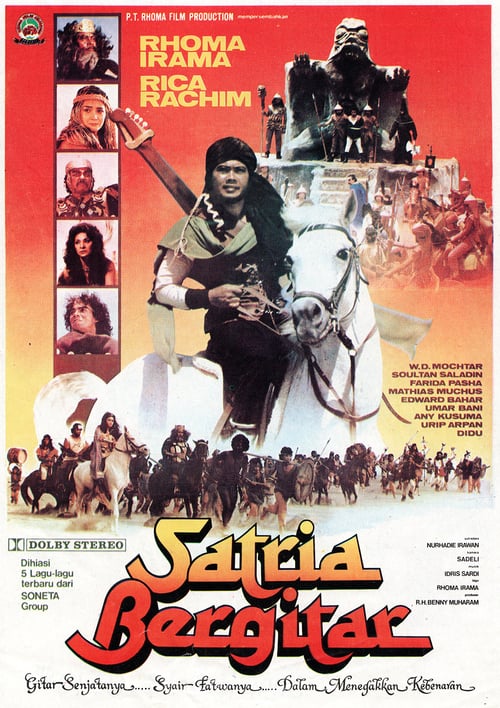 P.T. RHOMA FILM PRODUCTION mempersembahkan
RHOMA
IRAMA
RICA
RACHIM
W.D. MOCHTAR
SOULTAN SALADIN
FARIDA PASHA
MATHIAS MUCHUS
EDWARD BAHAR
UMAR BANI
ANY KUSUMA
URIP ARPAN
DIDU
DOLBY STEREO
Dihiasi
5 Lagu-lagu
terbaru dari
SONETA
Group
Satria
Bergitar
NURHADIE IRAWAN
SADELI
musik
IDRIS SARDI
RHOMA IRAMA
R.H. BENNY MUHARAM
Gitar Senjatanya..... Syair Fatwanya..... Dalam Menegakkan Kebenaran